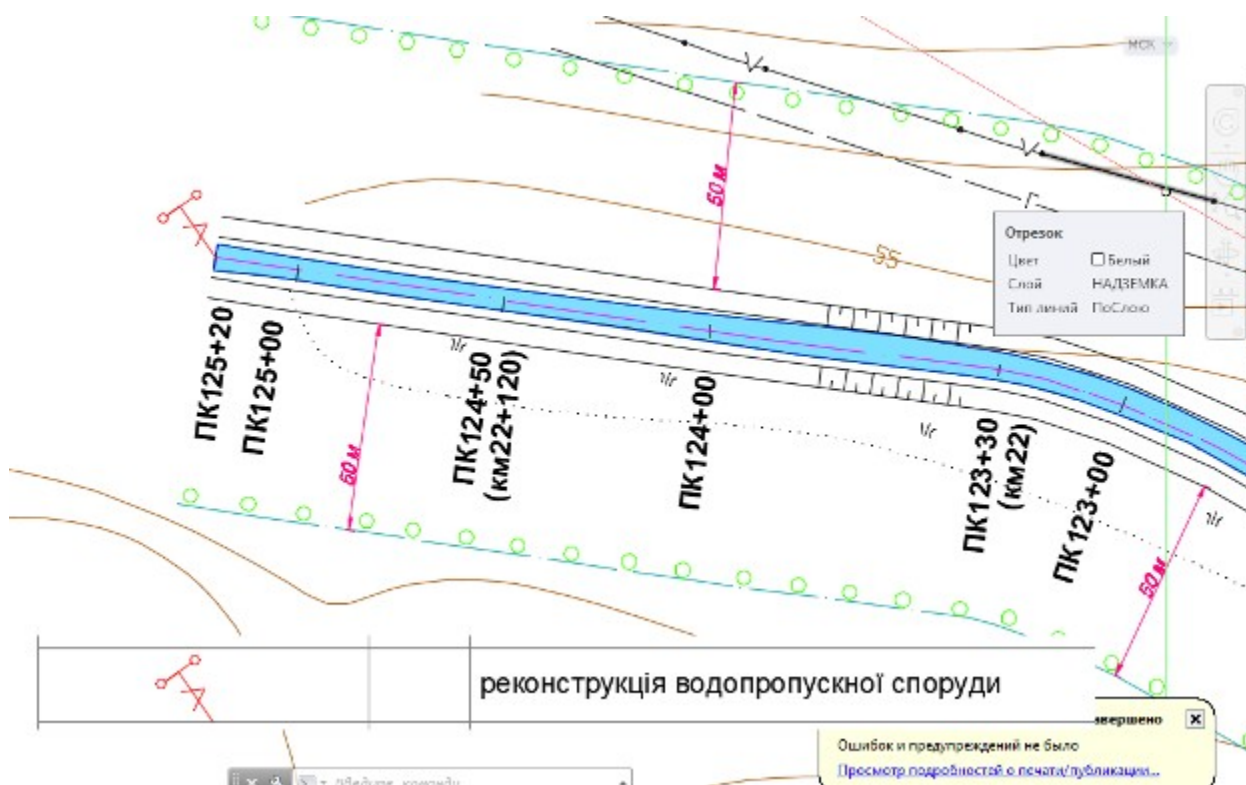 МСК
50 м
55
Отрезок
Цвет Белый
Слой НАДЗЕМКА
Тип линий ПоСлою
ПК125+20
ПК125+00
ПК124+50
(км22+120)
ПК124+00
ПК123+30
(км22)
ПК123+00
50 м
50 м
реконструкція водопропускної споруди
Ошибок и предупреждений не было
Просмотр подробностей о печати/публикации...
Введите команду